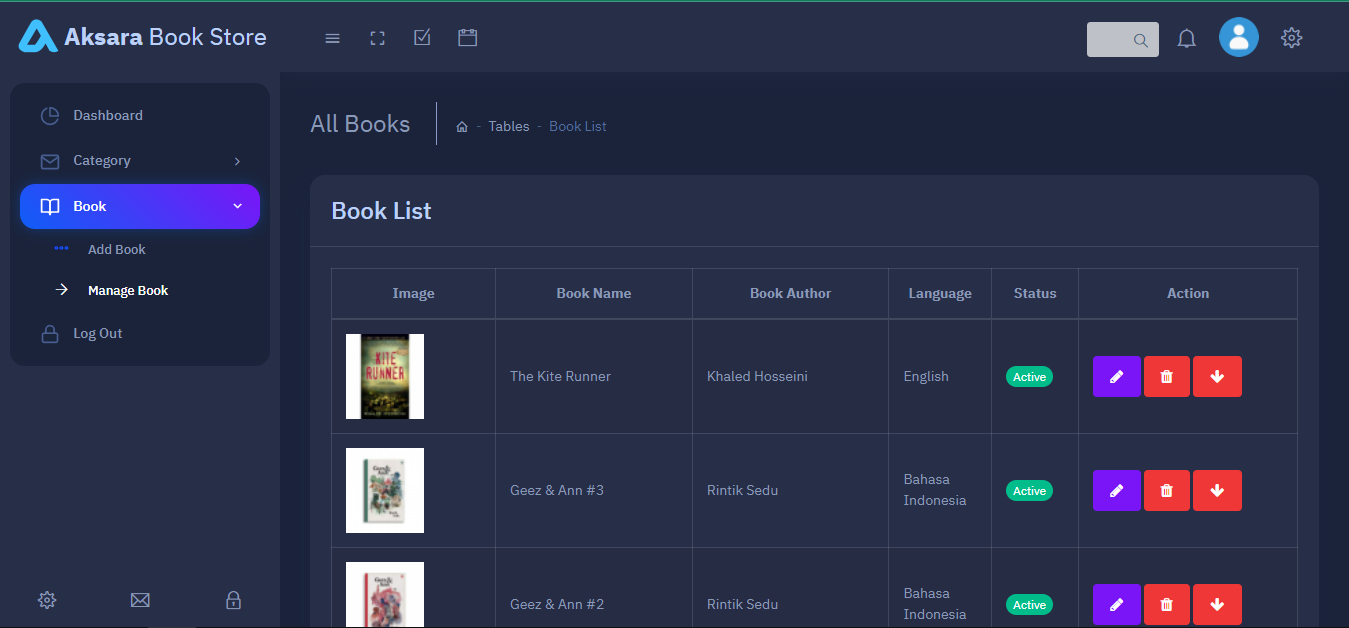 Aksara Book Store
Dashboard
Category
Book
Add Book
Manage Book
Log Out
All Books
- Tables - Book List
Book List
Image Book Name Book Author Language Status Action
KITE
RUNNER
The Kite Runner Khaled Hosseini English Active
Geez & Ann #3 Rintik Sedu Bahasa
Indonesia Active
Geez & Ann #2 Rintik Sedu Bahasa
Indonesia Active